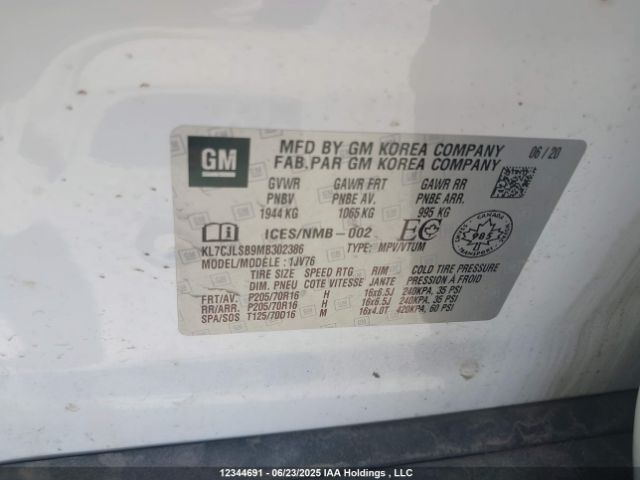 GM
MFD BY GM KOREA COMPANY 06/20
FAB.PAR GM KOREA COMPANY
GVWR GAWR FRT GAWR RR
PNBV PNBE AV. PNBE ARR.
1944 KG 1065 KG 995 KG
ICES/NMB-002 EC
KL7CJLSB9MB302386 TYPE: MPV/VTUM
MODEL/MODÈLE: 1JV76
TIRE SIZE SPEED RTG RIM COLD TIRE PRESSURE
DIM. PNEU COTE VITESSE JANTE PRESSION À FROID
FRT/AV. P205/70R16 H 16x6.5J 240KPA, 35 PSI
RR/ARR. P205/70R16 H 16x6.5J 240KPA, 35 PSI
SPA/SOS T125/70D16 M 16x4.0T 420KPA, 60 PSI
12344691 - 06/23/2025 IAA Holdings , LLC